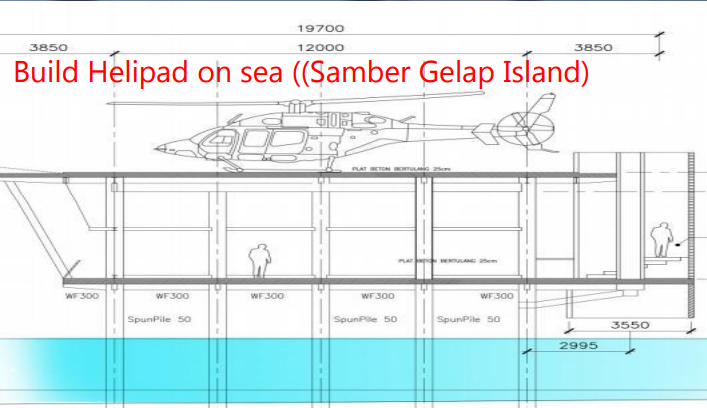 19700
3850 12000 3850
Build Helipad on sea ((Samber Gelap Island)
PLAT BETON BERTULANG 25cm
PLAT BETON BERTULANG 25cm
WF300 WF300 WF300 WF300 WF300
SpunPile 50 SpunPile 50 SpunPile 50
3550
2995